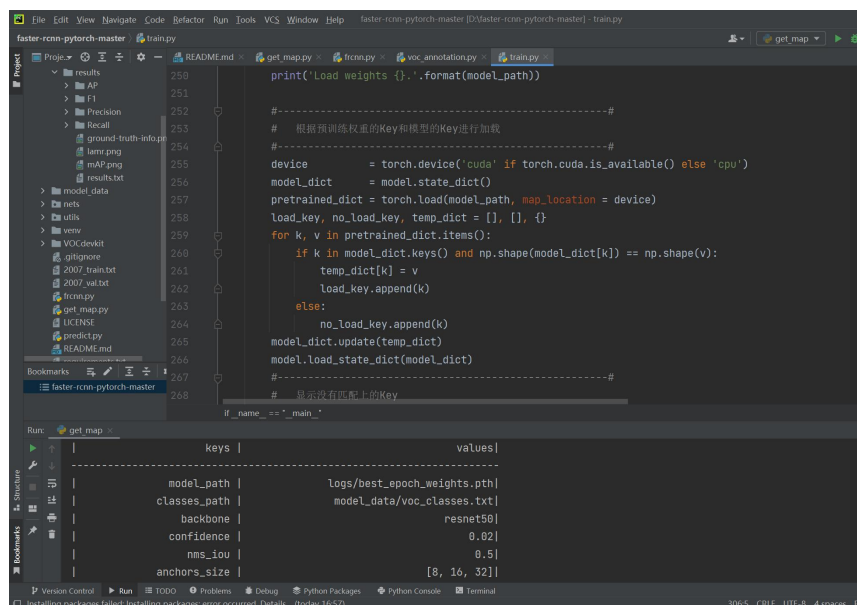 File Edit View Navigate Code Refactor Run Tools VCS Window Help faster-rcnn-pytorch-master [D:\faster-rcnn-pytorch-master] - train.py
faster-rcnn-pytorch-master train.py get_map
Project Proje... README.md get_map.py frcnn.py voc_annotation.py train.py
results
AP
F1
Precision
Recall
ground-truth-info.pn
lamr.png
mAP.png
results.txt
model_data
nets
utils
venv
VOCdevkit
.gitignore
2007_train.txt
2007_val.txt
frcnn.py
get_map.py
LICENSE
predict.py
README.md
requirements.txt
Bookmarks
faster-rcnn-pytorch-master
250 print('Load weights {}.'.format(model_path))
251
252 #------------------------------------------------------#
253 # 根据预训练权重的Key和模型的Key进行加载
254 #------------------------------------------------------#
255 device = torch.device('cuda' if torch.cuda.is_available() else 'cpu')
256 model_dict = model.state_dict()
257 pretrained_dict = torch.load(model_path, map_location = device)
258 load_key, no_load_key, temp_dict = [], [], {}
259 for k, v in pretrained_dict.items():
260 if k in model_dict.keys() and np.shape(model_dict[k]) == np.shape(v):
261 temp_dict[k] = v
262 load_key.append(k)
263 else:
264 no_load_key.append(k)
265 model_dict.update(temp_dict)
266 model.load_state_dict(model_dict)
267 #------------------------------------------------------#
268 # 显示没有匹配上的Key
if __name__ == "__main__"
Run: get_map
| keys | values|
----------------------------------------------------------------------
| model_path | logs/best_epoch_weights.pth|
| classes_path | model_data/voc_classes.txt|
| backbone | resnet50|
| confidence | 0.02|
| nms_iou | 0.5|
| anchors_size | [8, 16, 32]|
Structure
Bookmarks
Version Control Run TODO Problems Debug Python Packages Python Console Terminal
Installing packages failed: Installing packages: error occurred. Details... (today 16:57) 306:5 CRLF UTF-8 4 spaces